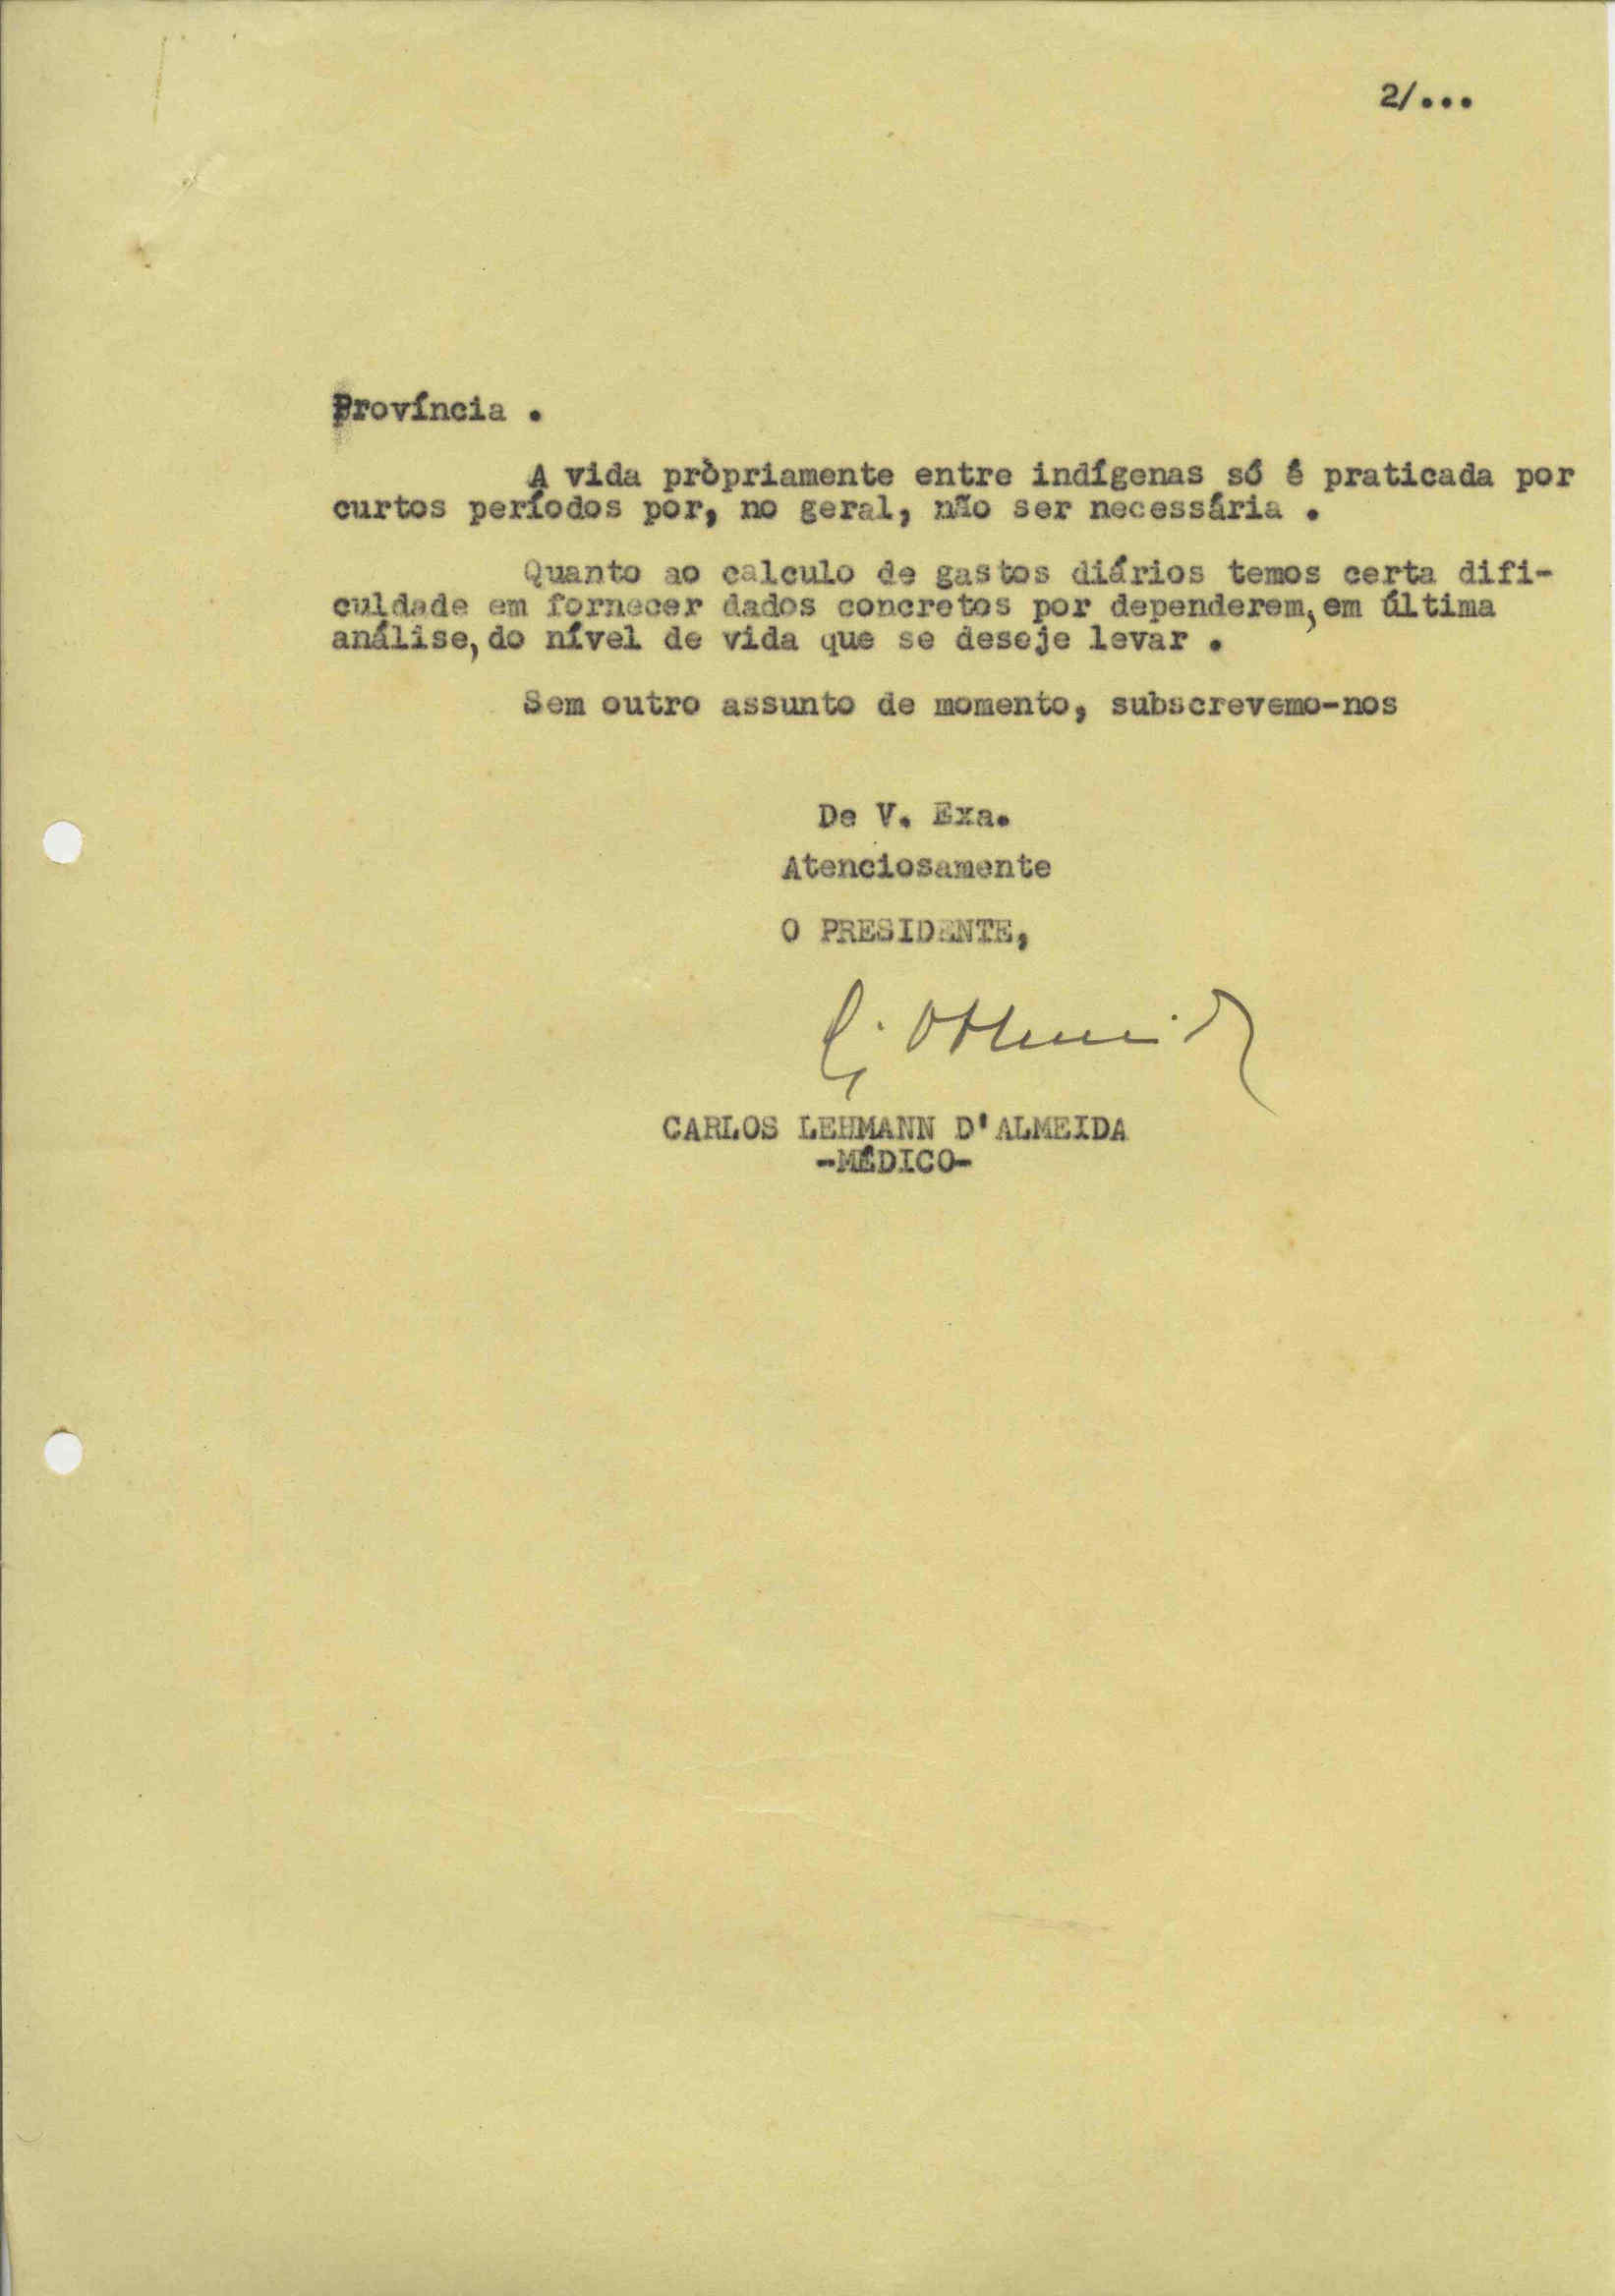 2/...
Província .
A vida pròpriamente entre indígenas só é praticada por
curtos períodos por, no geral, não ser necessária .
Quanto ao calculo de gastos diários temos certa difi-
culdade em fornecer dados concretos por dependerem, em última
análise, do nível de vida que se deseje levar .
Sem outro assunto de momento, subscrevemo-nos
De V. Exa.
Atenciosamente
O PRESIDENTE,
CARLOS LEHMANN D'ALMEIDA
-MÉDICO-